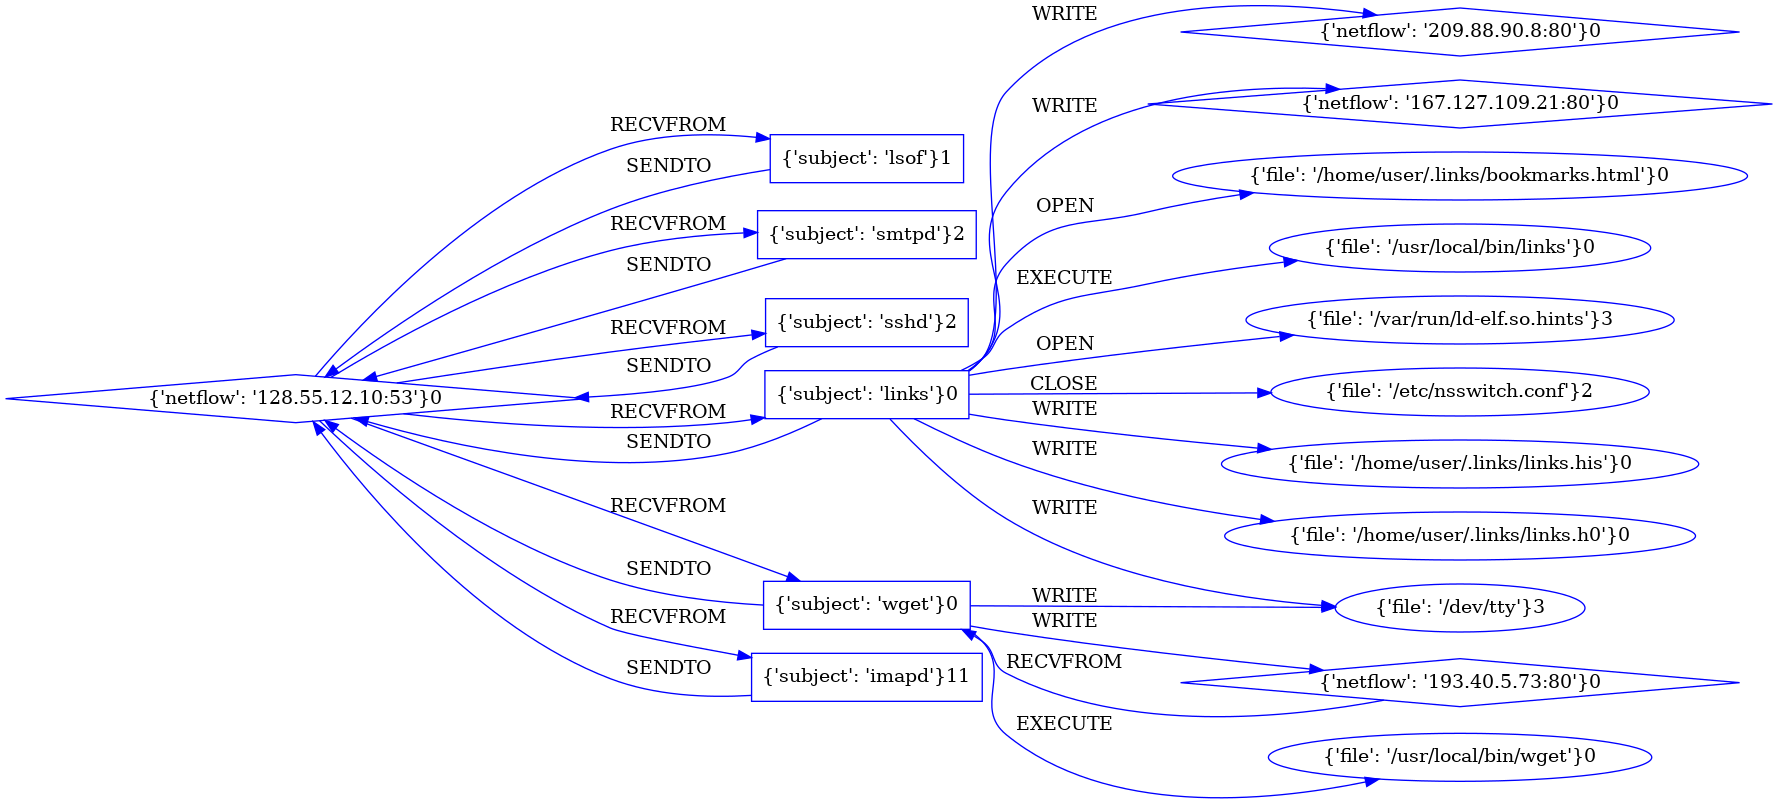 WRITE
{'netflow': '209.88.90.8:80'}0
WRITE
{'netflow': '167.127.109.21:80'}0
RECVFROM
{'subject': 'lsof'}1
SENDTO
{'file': '/home/user/.links/bookmarks.html'}0
OPEN
RECVFROM
{'subject': 'smtpd'}2
{'file': '/usr/local/bin/links'}0
SENDTO
EXECUTE
RECVFROM
{'subject': 'sshd'}2
{'file': '/var/run/ld-elf.so.hints'}3
OPEN
SENDTO
{'netflow': '128.55.12.10:53'}0
RECVFROM
{'subject': 'links'}0
CLOSE
{'file': '/etc/nsswitch.conf'}2
WRITE
SENDTO
WRITE
{'file': '/home/user/.links/links.his'}0
RECVFROM
WRITE
{'file': '/home/user/.links/links.h0'}0
SENDTO
{'subject': 'wget'}0
WRITE
{'file': '/dev/tty'}3
RECVFROM
WRITE
SENDTO
{'subject': 'imapd'}11
RECVFROM
{'netflow': '193.40.5.73:80'}0
EXECUTE
{'file': '/usr/local/bin/wget'}0